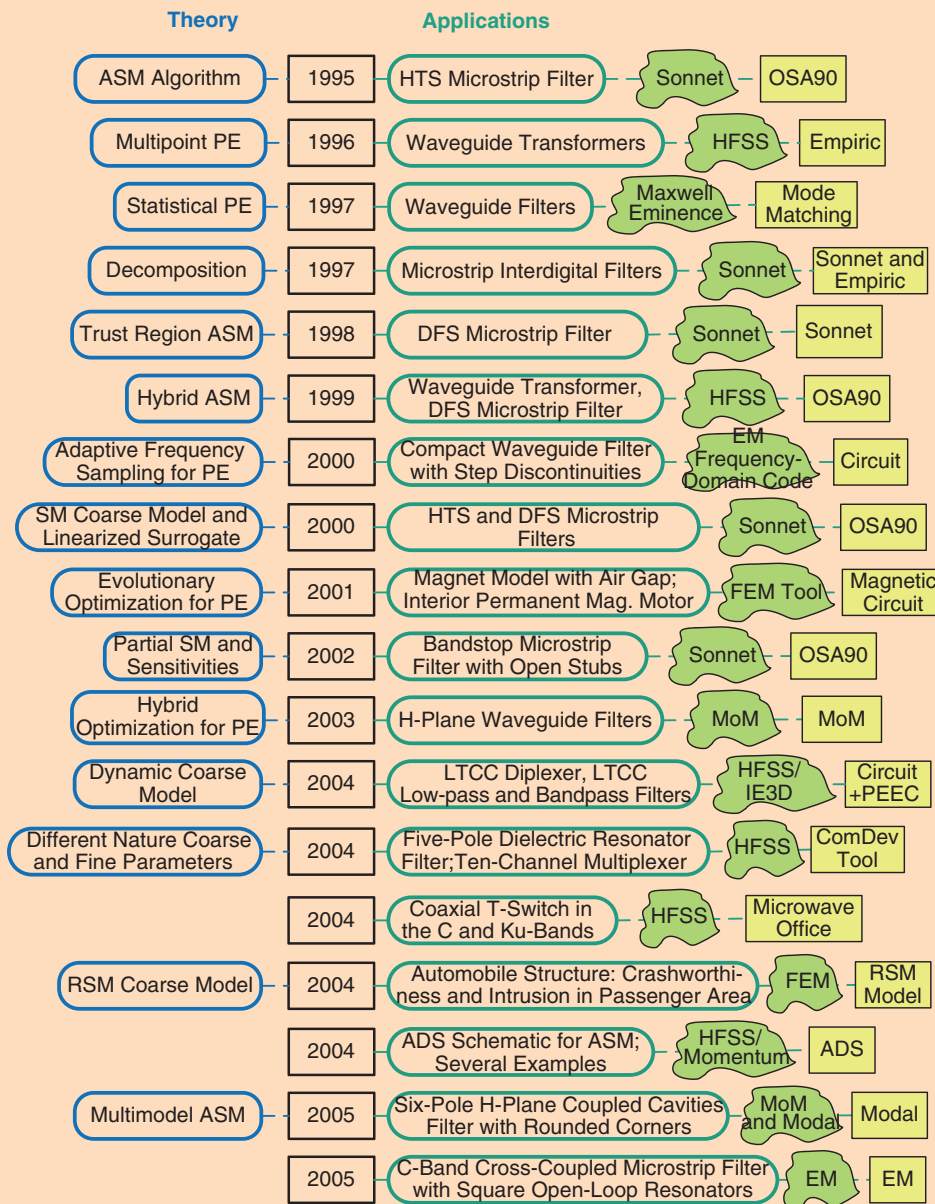 Theory Applications
ASM Algorithm 1995 HTS Microstrip Filter Sonnet OSA90
Multipoint PE 1996 Waveguide Transformers HFSS Empiric
Statistical PE 1997 Waveguide Filters Maxwell Eminence Mode Matching
Decomposition 1997 Microstrip Interdigital Filters Sonnet Sonnet and Empiric
Trust Region ASM 1998 DFS Microstrip Filter Sonnet Sonnet
Hybrid ASM 1999 Waveguide Transformer, DFS Microstrip Filter HFSS OSA90
Adaptive Frequency Sampling for PE 2000 Compact Waveguide Filter with Step Discontinuities EM Frequency-Domain Code Circuit
SM Coarse Model and Linearized Surrogate 2000 HTS and DFS Microstrip Filters Sonnet OSA90
Evolutionary Optimization for PE 2001 Magnet Model with Air Gap; Interior Permanent Mag. Motor FEM Tool Magnetic Circuit
Partial SM and Sensitivities 2002 Bandstop Microstrip Filter with Open Stubs Sonnet OSA90
Hybrid Optimization for PE 2003 H-Plane Waveguide Filters MoM MoM
Dynamic Coarse Model 2004 LTCC Diplexer, LTCC Low-pass and Bandpass Filters HFSS/ IE3D Circuit +PEEC
Different Nature Coarse and Fine Parameters 2004 Five-Pole Dielectric Resonator Filter;Ten-Channel Multiplexer HFSS ComDev Tool
2004 Coaxial T-Switch in the C and Ku-Bands HFSS Microwave Office
RSM Coarse Model 2004 Automobile Structure: Crashworthi- ness and Intrusion in Passenger Area FEM RSM Model
2004 ADS Schematic for ASM; Several Examples HFSS/ Momentum ADS
Multimodel ASM 2005 Six-Pole H-Plane Coupled Cavities Filter with Rounded Corners MoM and Modal Modal
2005 C-Band Cross-Coupled Microstrip Filter with Square Open-Loop Resonators EM EM